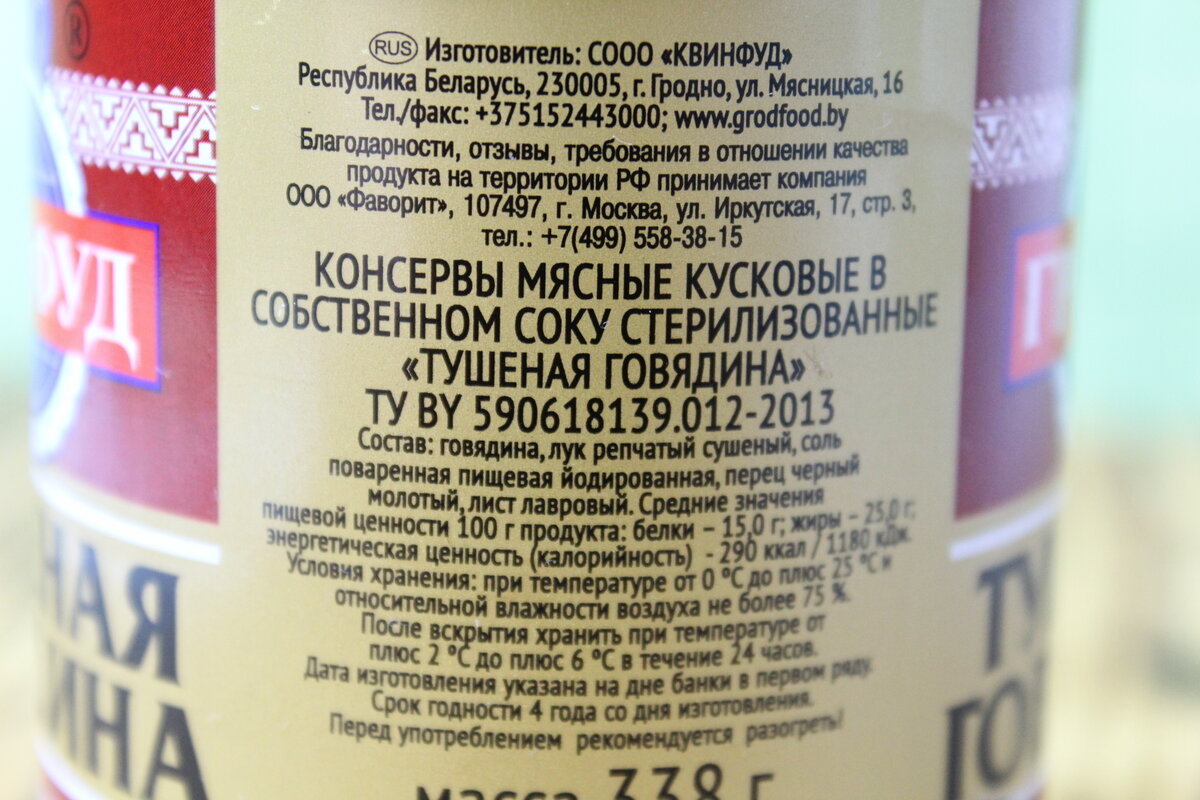 ®
RUS Изготовитель: СООО «КВИНФУД»
Республика Беларусь, 230005, г. Гродно, ул. Мясницкая, 16
Тел./факс: +375152443000; www.grodfood.by
Благодарности, отзывы, требования в отношении качества
продукта на территории РФ принимает компания
ООО «Фаворит», 107497, г. Москва, ул. Иркутская, 17, стр. 3,
тел.: +7(499) 558-38-15
КОНСЕРВЫ МЯСНЫЕ КУСКОВЫЕ В
СОБСТВЕННОМ СОКУ СТЕРИЛИЗОВАННЫЕ
«ТУШЕНАЯ ГОВЯДИНА»
ТУ BY 590618139.012-2013
Состав: говядина, лук репчатый сушеный, соль
поваренная пищевая йодированная, перец черный
молотый, лист лавровый. Средние значения
пищевой ценности 100 г продукта: белки – 15,0 г; жиры – 25,0 г;
энергетическая ценность (калорийность) - 290 ккал / 1180 кДж.
Условия хранения: при температуре от 0 °С до плюс 25 °С и
относительной влажности воздуха не более 75 %.
После вскрытия хранить при температуре от
плюс 2 °С до плюс 6 °С в течение 24 часов.
Дата изготовления указана на дне банки в первом ряду.
Срок годности 4 года со дня изготовления.
Перед употреблением рекомендуется разогреть!
масса 338 г
ФУД
НАЯ
ИНА
ТУ
ГО